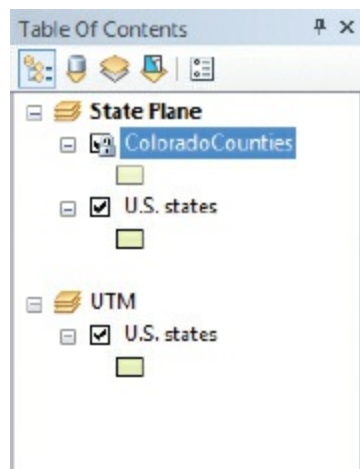 Table Of Contents
State Plane
ColoradoCounties
U.S. states
UTM
U.S. states